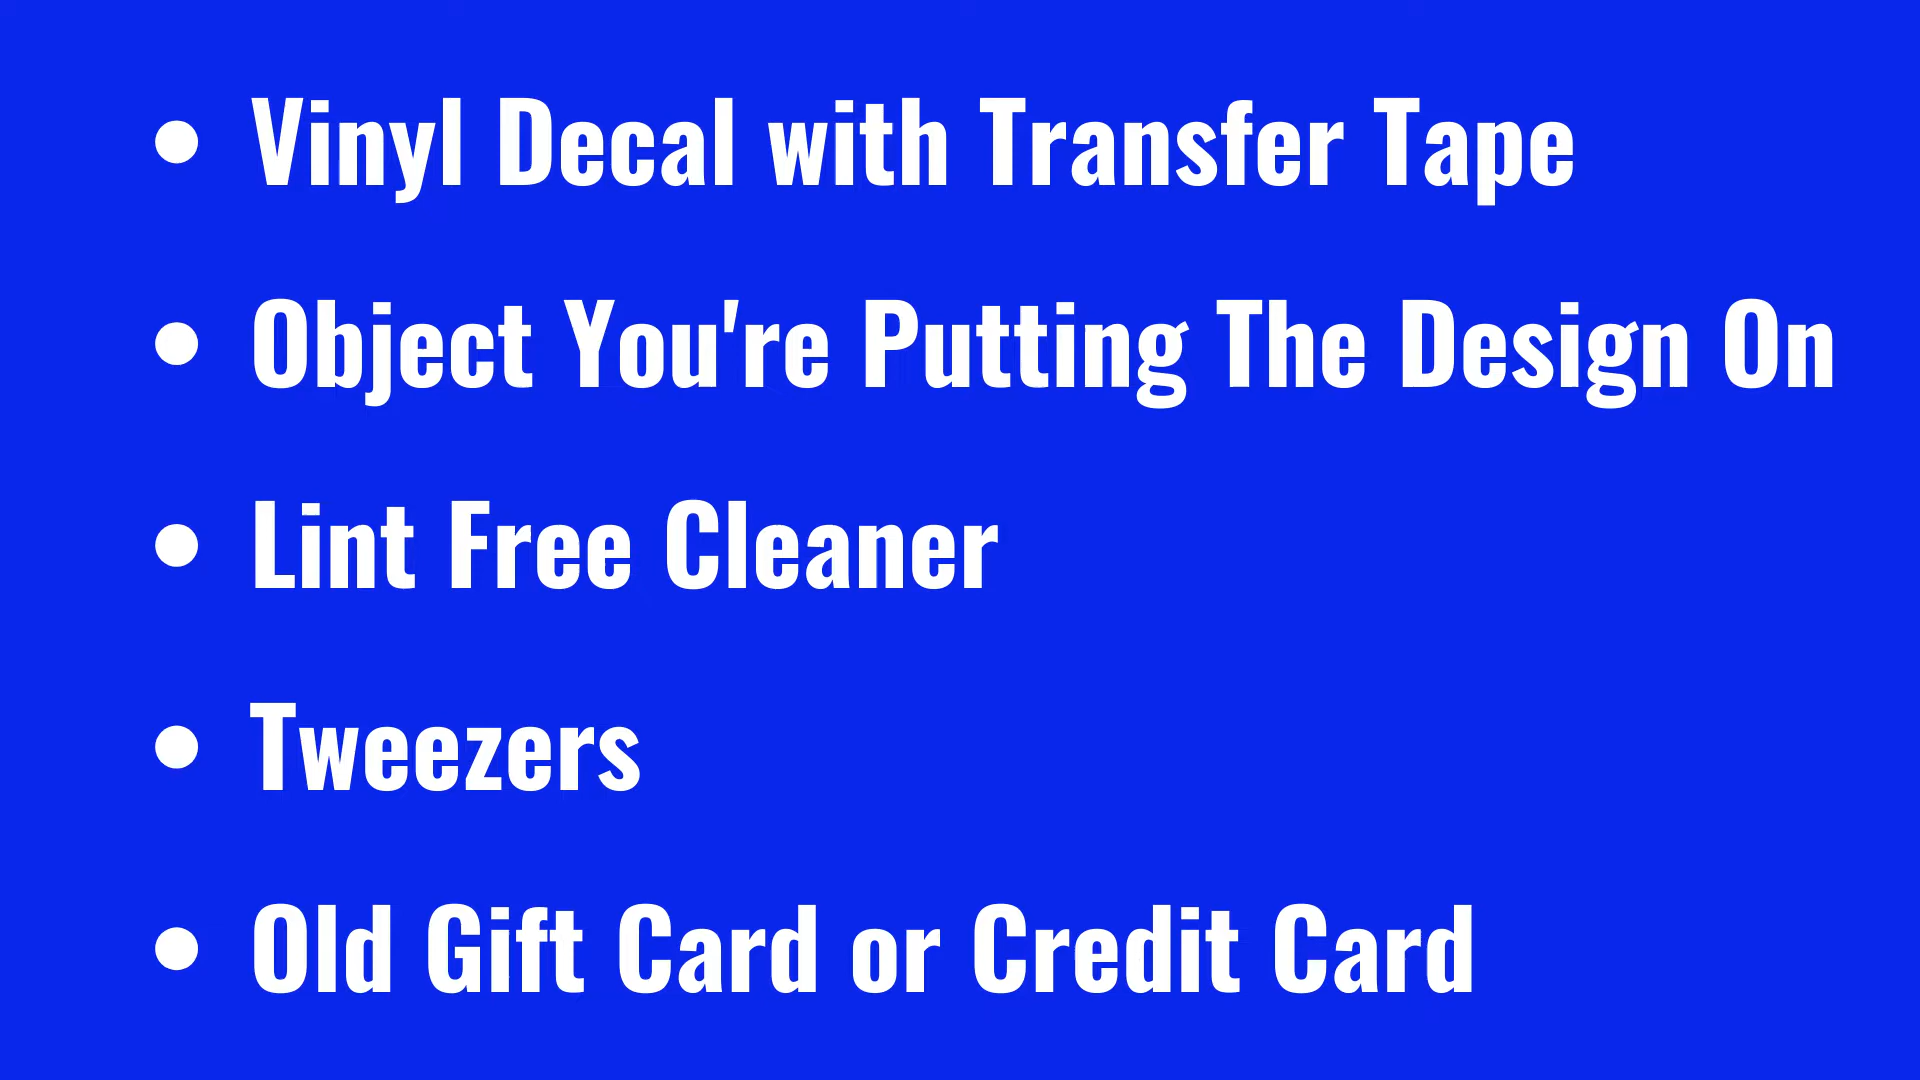 • Vinyl Decal with Transfer Tape
• Object You're Putting The Design On
• Lint Free Cleaner
• Tweezers
• Old Gift Card or Credit Card